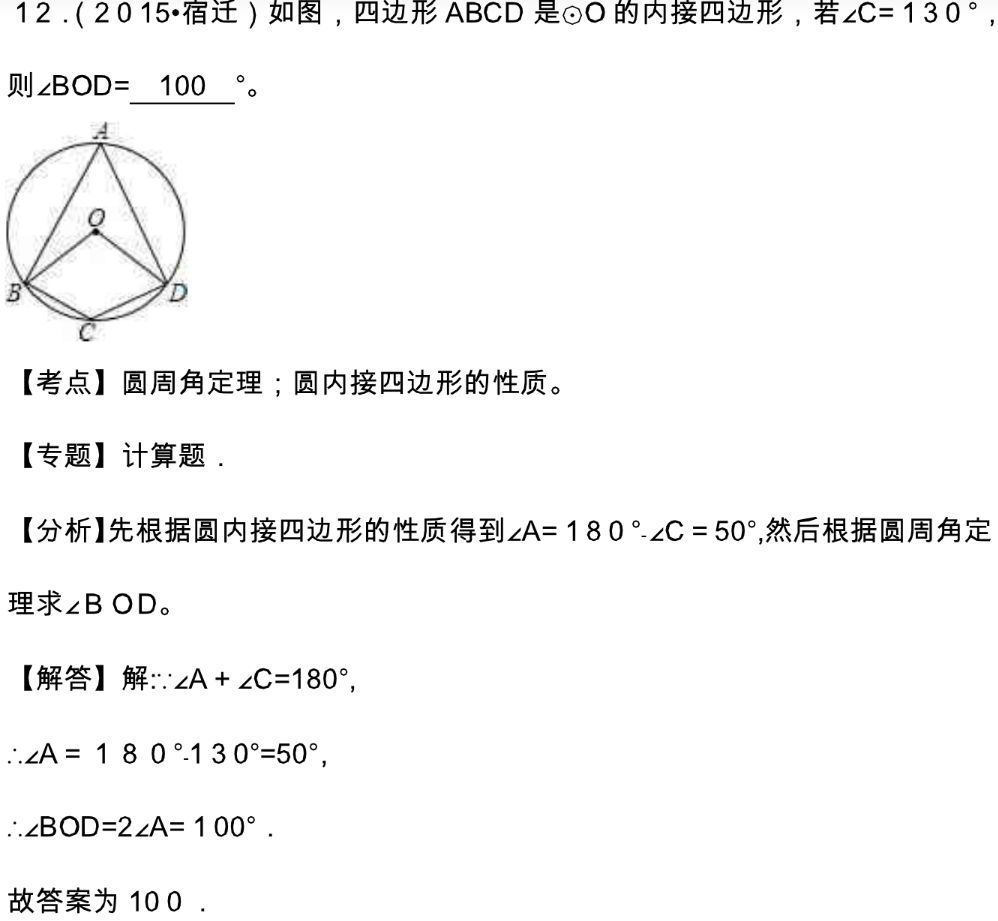 12.(2015•宿迁)如图,四边形ABCD是⊙O的内接四边形,若∠C=130°,
则∠BOD= 100 °。
A
O
B
D
C
【考点】圆周角定理;圆内接四边形的性质。
【专题】计算题.
【分析】先根据圆内接四边形的性质得到∠A=180°-∠C=50°,然后根据圆周角定
理求∠BOD。
【解答】解:∵∠A+∠C=180°,
∴∠A=180°-130°=50°,
∴∠BOD=2∠A=100°.
故答案为100.